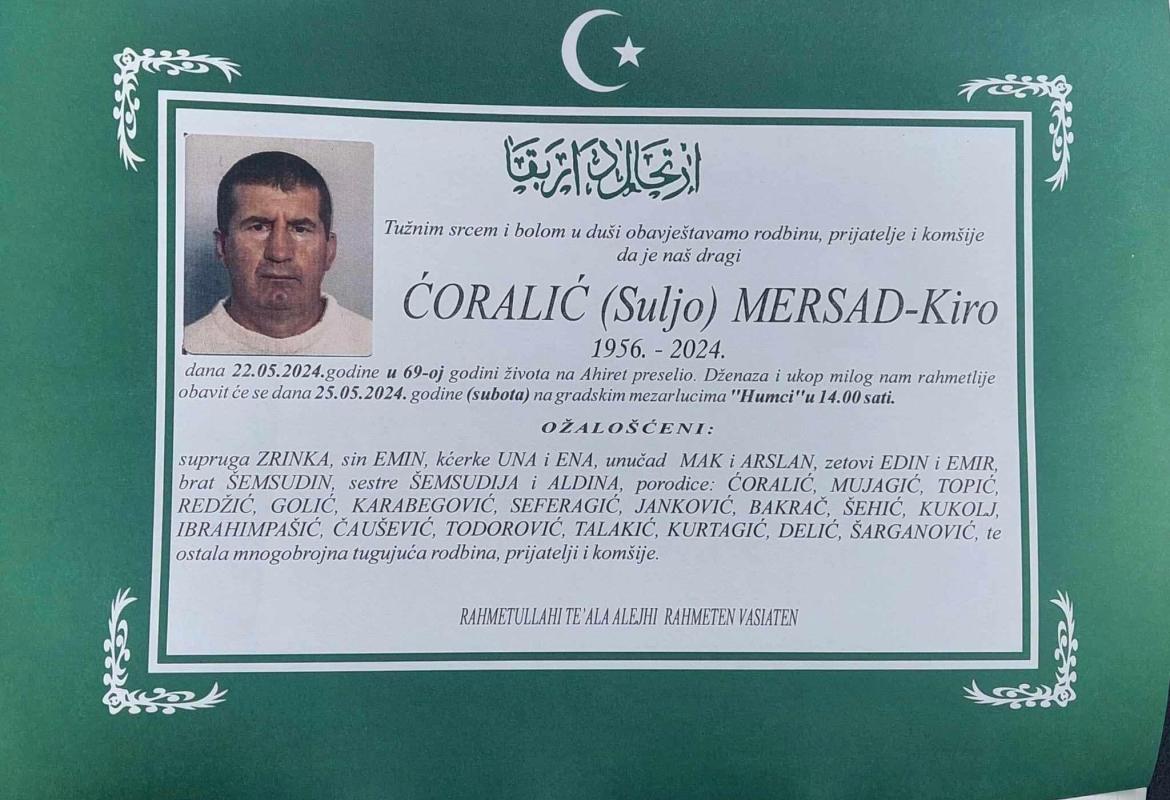 ارتحال دار بقا
Tužnim srcem i bolom u duši obavještavamo rodbinu, prijatelje i komšije
da je naš dragi
ĆORALIĆ (Suljo) MERSAD-Kiro
1956. - 2024.
dana 22.05.2024.godine u 69-oj godini života na Ahiret preselio. Dženaza i ukop milog nam rahmetlije
obavit će se dana 25.05.2024. godine (subota) na gradskim mezarlucima "Humci"u 14.00 sati.
OŽALOŠĆENI:
supruga ZRINKA, sin EMIN, kćerke UNA i ENA, unučad MAK i ARSLAN, zetovi EDIN i EMIR,
brat ŠEMSUDIN, sestre ŠEMSUDIJA i ALDINA, porodice: ĆORALIĆ, MUJAGIĆ, TOPIĆ,
REDŽIĆ, GOLIĆ, KARABEGOVIĆ, SEFERAGIĆ, JANKOVIĆ, BAKRAČ, ŠEHIĆ, KUKOLJ,
IBRAHIMPAŠIĆ, ČAUŠEVIĆ, TODOROVIĆ, TALAKIĆ, KURTAGIĆ, DELIĆ, ŠARGANOVIĆ, te
ostala mnogobrojna tugujuća rodbina, prijatelji i komšije.
RAHMETULLAHI TE'ALA ALEJHI RAHMETEN VASIATEN